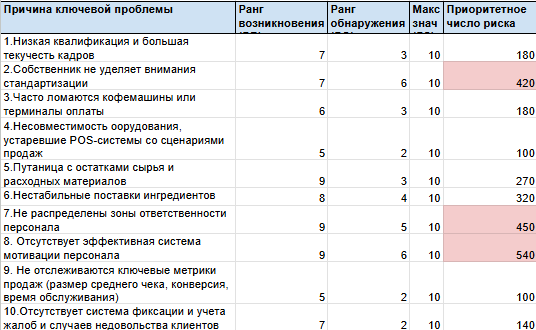 Причина ключевой проблемы Ранг возникновения Ранг обнаружения Макс знач Приоритетное число риска
1.Низкая квалификация и большая
текучесть кадров 7 3 10 180
2.Собственник не уделяет внимания
стандартизации 7 6 10 420
3.Часто ломаются кофемашины или
терминалы оплаты 6 3 10 180
4.Несовместимость оорудования,
устаревшие POS-системы со сценариями
продаж 5 2 10 100
5.Путаница с остатками сырья и
расходных материалов 9 3 10 270
6.Нестабильные поставки ингредиентов 8 4 10 320
7.Не распределены зоны ответственности
персонала 9 5 10 450
8. Отсутствует эффективная система
мотивации персонала 9 6 10 540
9. Не отслеживаются ключевые метрики
продаж (размер среднего чека, конверсия,
время обслуживания) 5 2 10 100
10.Отсутствует система фиксации и учета
жалоб и случаев недовольства клиентов 7 2 10 140